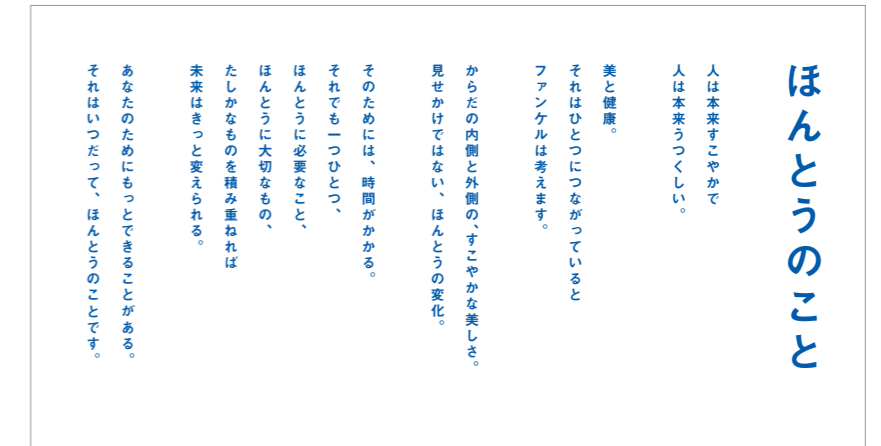 ほんとうのこと
人は本来すこやかで
人は本来うつくしい。
美と健康。
それはひとつにつながっていると
ファンケルは考えます。
からだの内側と外側の、すこやかな美しさ。
見せかけではない、ほんとうの変化。
そのためには、時間がかかる。
それでも一つひとつ、
ほんとうに必要なこと、
ほんとうに大切なもの、
たしかなものを積み重ねれば
未来はきっと変えられる。
あなたのためにもっとできることがある。
それはいつだって、ほんとうのことです。